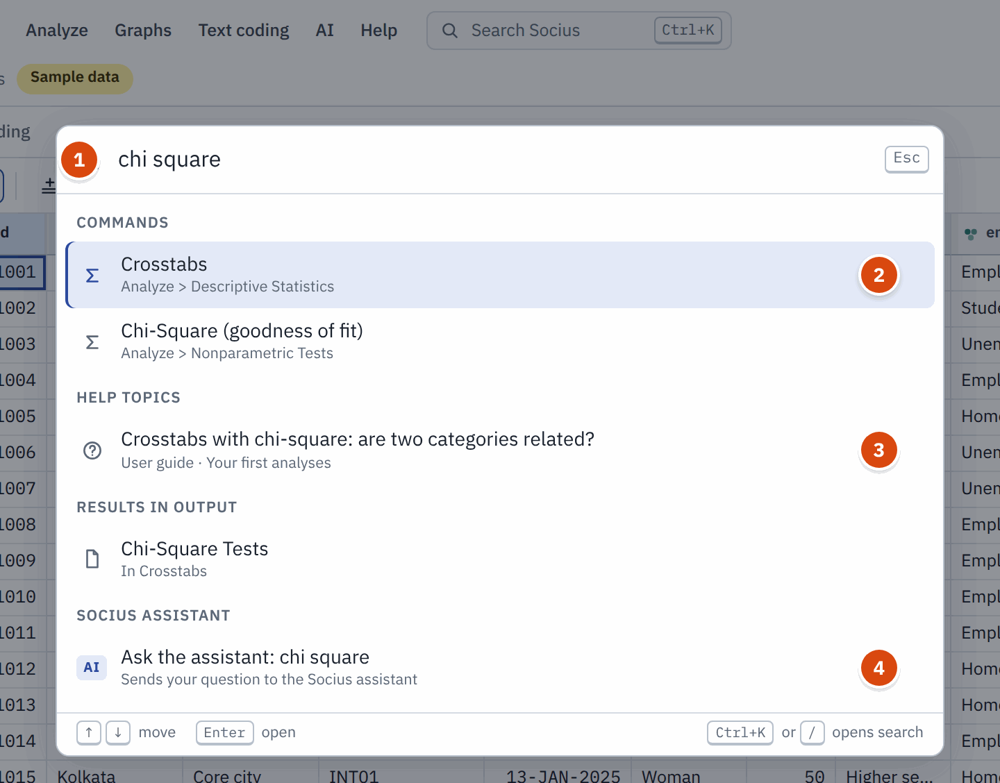 Analyze Graphs Text coding AI Help Search Socius Ctrl+K
s Sample data
ding
1 chi square Esc
COMMANDS
Crosstabs
Analyze > Descriptive Statistics
2
Chi-Square (goodness of fit)
Analyze > Nonparametric Tests
HELP TOPICS
Crosstabs with chi-square: are two categories related?
User guide · Your first analyses
3
RESULTS IN OUTPUT
Chi-Square Tests
In Crosstabs
SOCIUS ASSISTANT
AI Ask the assistant: chi square
Sends your question to the Socius assistant
4
↑ ↓ move Enter open Ctrl+K or / opens search
d er
1001 Empl
1002 Stude
1003 Unen
1004 Empl
1005 Home
1006 Unen
1007 Unen
1008 Empl
1009 Empl
1010 Empl
1011 Empl
1012 Home
1013 Home
1014 Empl
1015 Kolkata Core city INT01 13-JAN-2025 Woman 50 Higher se... Home